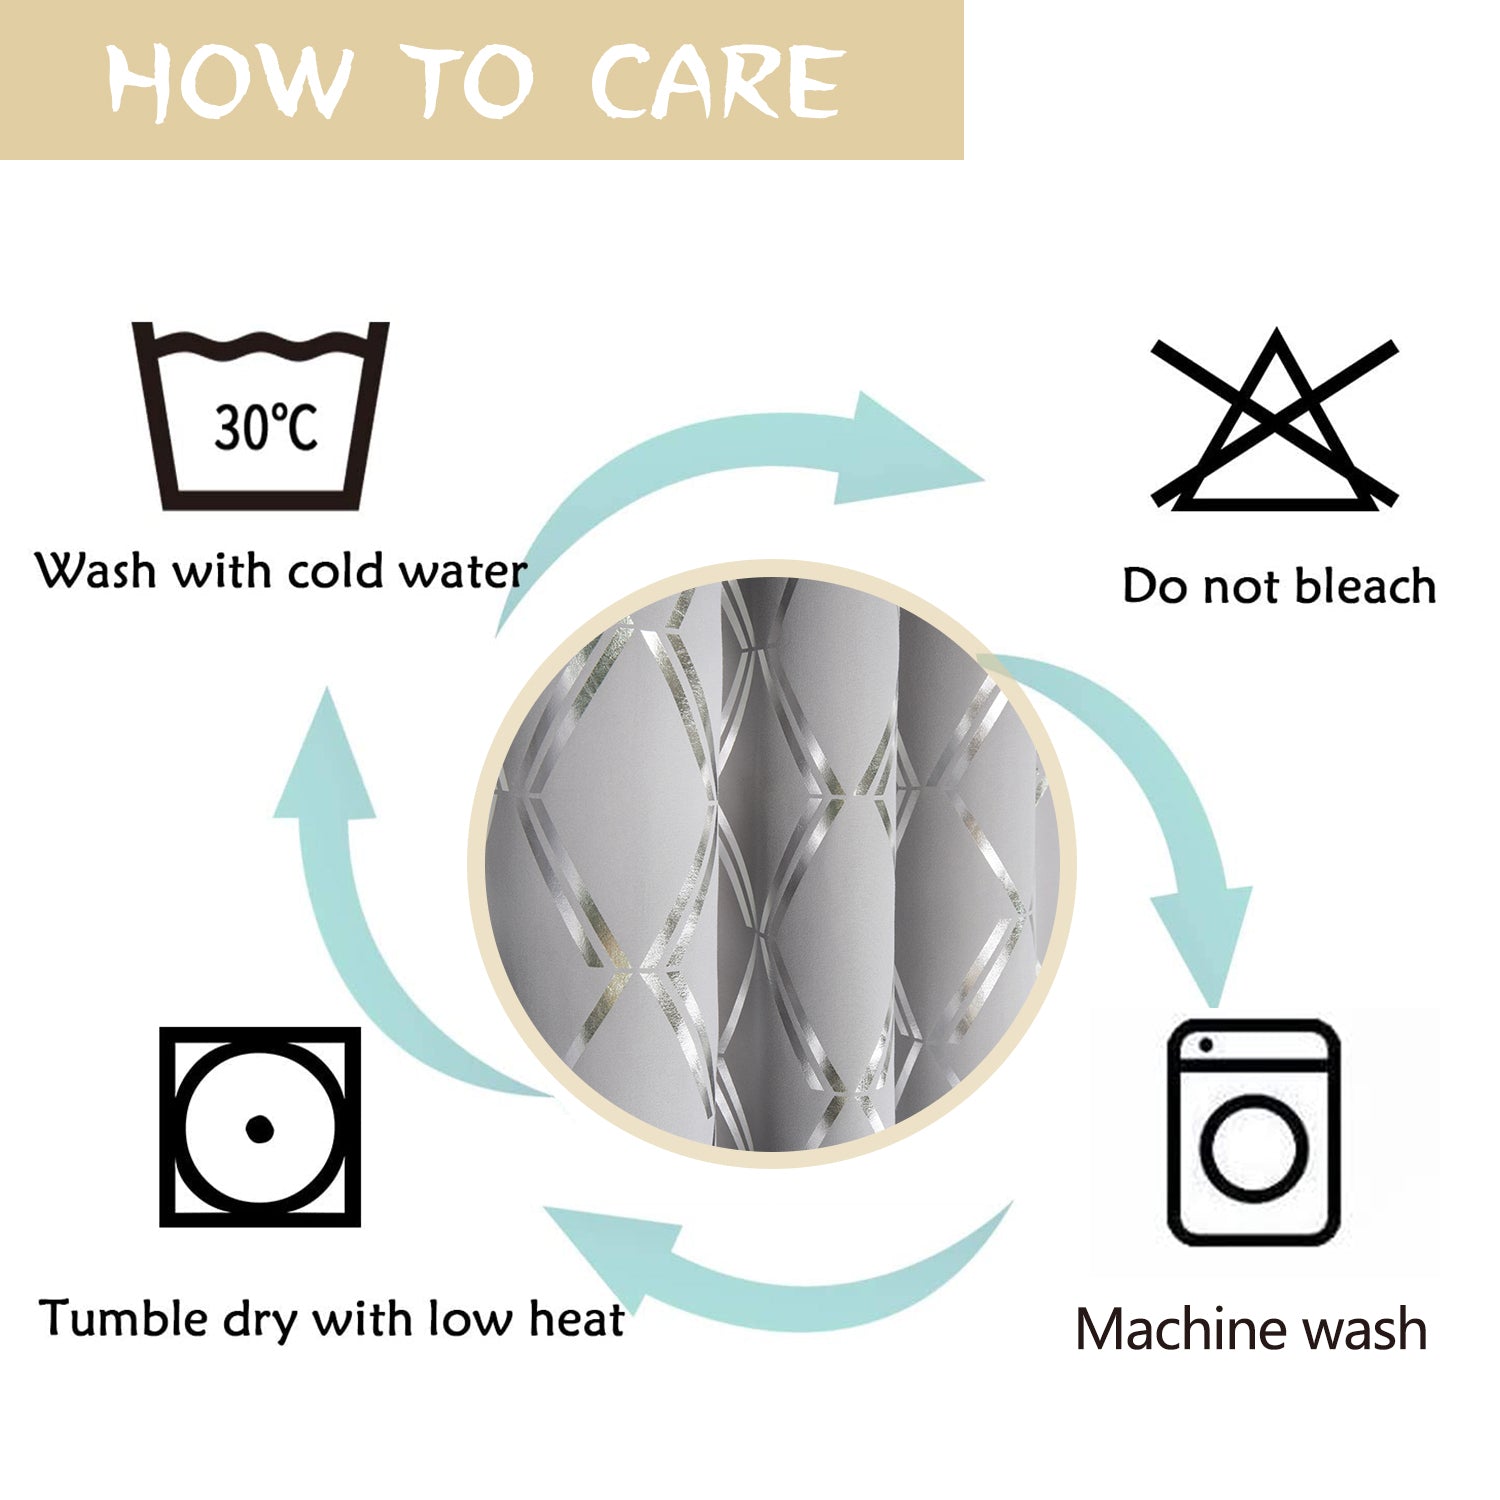 HOW TO CARE
30°C
Wash with cold water
Do not bleach
Tumble dry with low heat
Machine wash